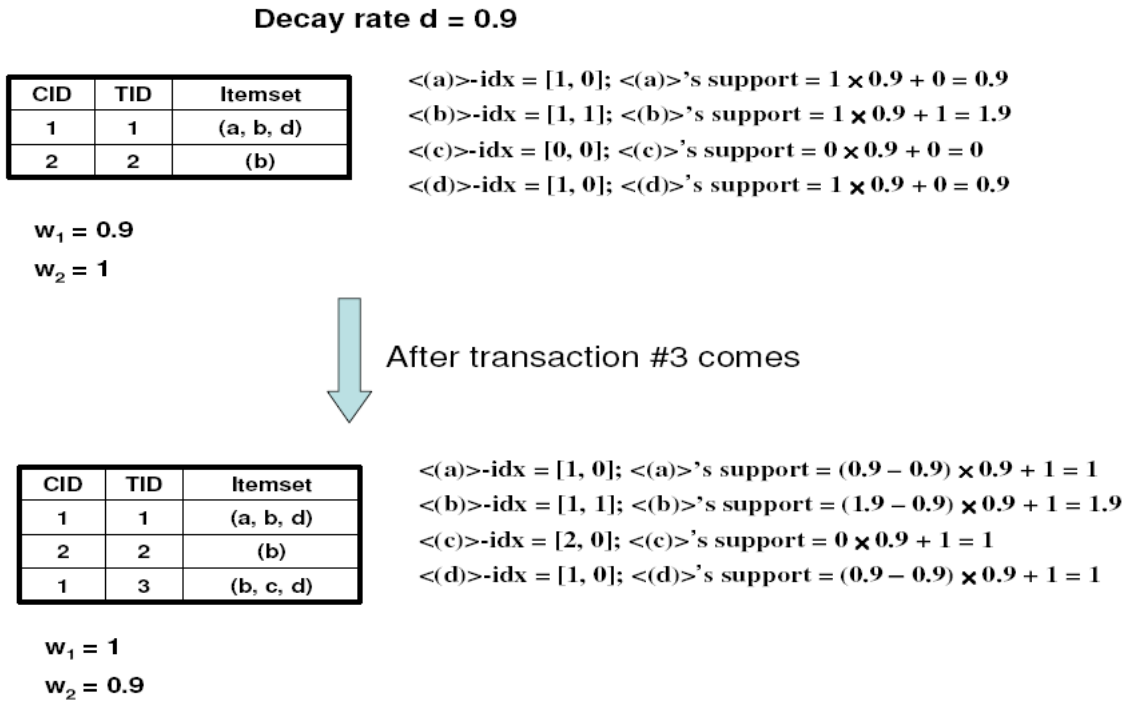 Decay rate d = 0.9
CID TID Itemset
1 1 (a, b, d)
2 2 (b)
<(a)>-idx = [1, 0]; <(a)>'s support = 1 × 0.9 + 0 = 0.9
<(b)>-idx = [1, 1]; <(b)>'s support = 1 × 0.9 + 1 = 1.9
<(c)>-idx = [0, 0]; <(c)>'s support = 0 × 0.9 + 0 = 0
<(d)>-idx = [1, 0]; <(d)>'s support = 1 × 0.9 + 0 = 0.9
w₁ = 0.9
w₂ = 1
After transaction #3 comes
CID TID Itemset
1 1 (a, b, d)
2 2 (b)
1 3 (b, c, d)
<(a)>-idx = [1, 0]; <(a)>'s support = (0.9 – 0.9) × 0.9 + 1 = 1
<(b)>-idx = [1, 1]; <(b)>'s support = (1.9 – 0.9) × 0.9 + 1 = 1.9
<(c)>-idx = [2, 0]; <(c)>'s support = 0 × 0.9 + 1 = 1
<(d)>-idx = [1, 0]; <(d)>'s support = (0.9 – 0.9) × 0.9 + 1 = 1
w₁ = 1
w₂ = 0.9